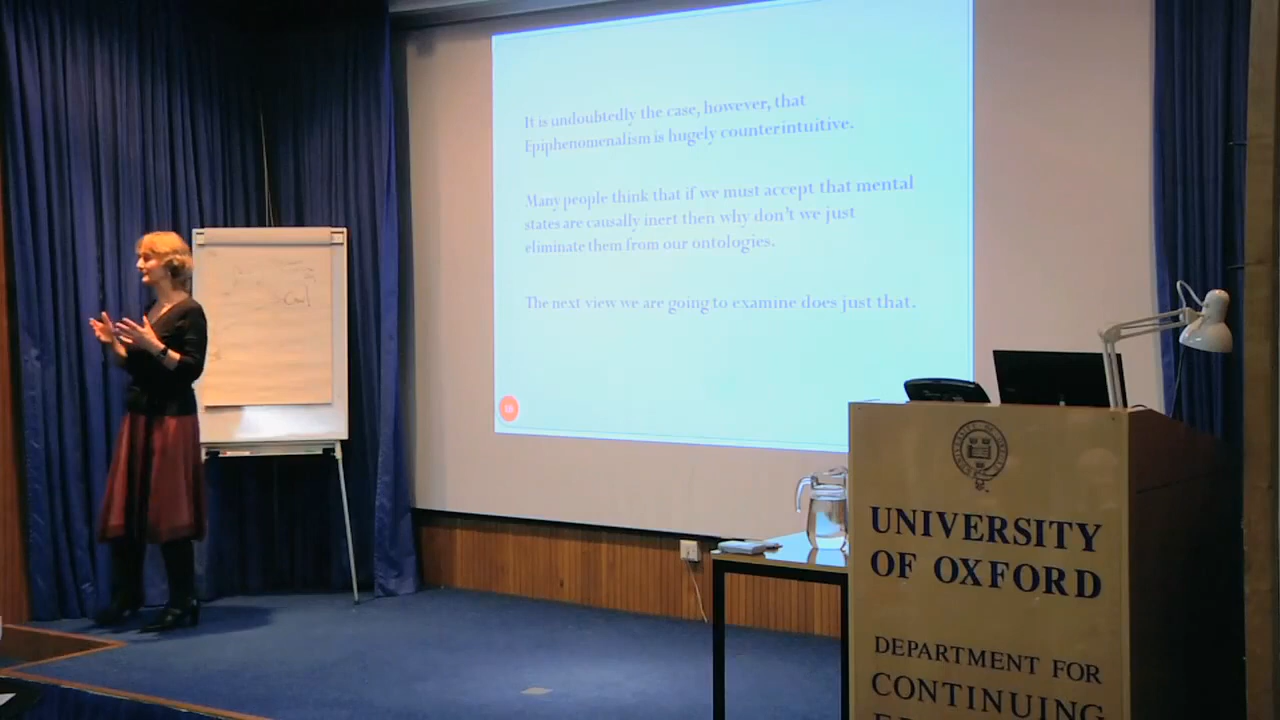 It is undoubtedly the case, however, that
Epiphenomenalism is hugely counterintuitive.
Many people think that if we must accept that mental
states are causally inert then why don't we just
eliminate them from our ontologies.
The next view we are going to examine does just that.
UNIVERSITY
OF OXFORD
DEPARTMENT FOR
CONTINUING